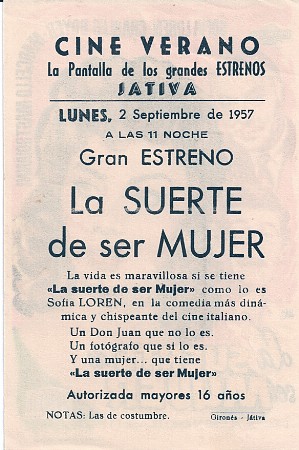 CINE VERANO
La Pantalla de los grandes ESTRENOS
JATIVA
LUNES, 2 Septiembre de 1957
A LAS 11 NOCHE
Gran ESTRENO
La SUERTE
de ser MUJER
La vida es maravillosa si se tiene
«La suerte de ser Mujer» como lo es
Sofia LOREN, en la comedia más diná-
mica y chispeante del cine italiano.
Un Don Juan que no lo es.
Un fotógrafo que si lo es.
Y una mujer... que tiene
«La suerte de ser Mujer»
Autorizada mayores 16 años
NOTAS: Las de costumbre.
Gironés - Játiva